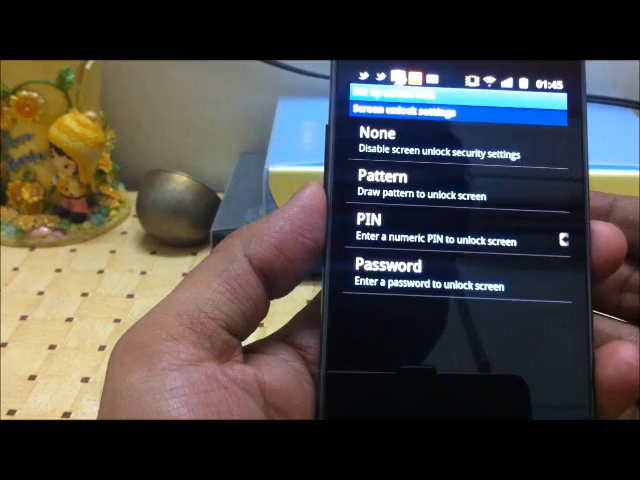 01:45
Screen unlock settings
None
Disable screen unlock security settings
Pattern
Draw pattern to unlock screen
PIN
Enter a numeric PIN to unlock screen
Password
Enter a password to unlock screen